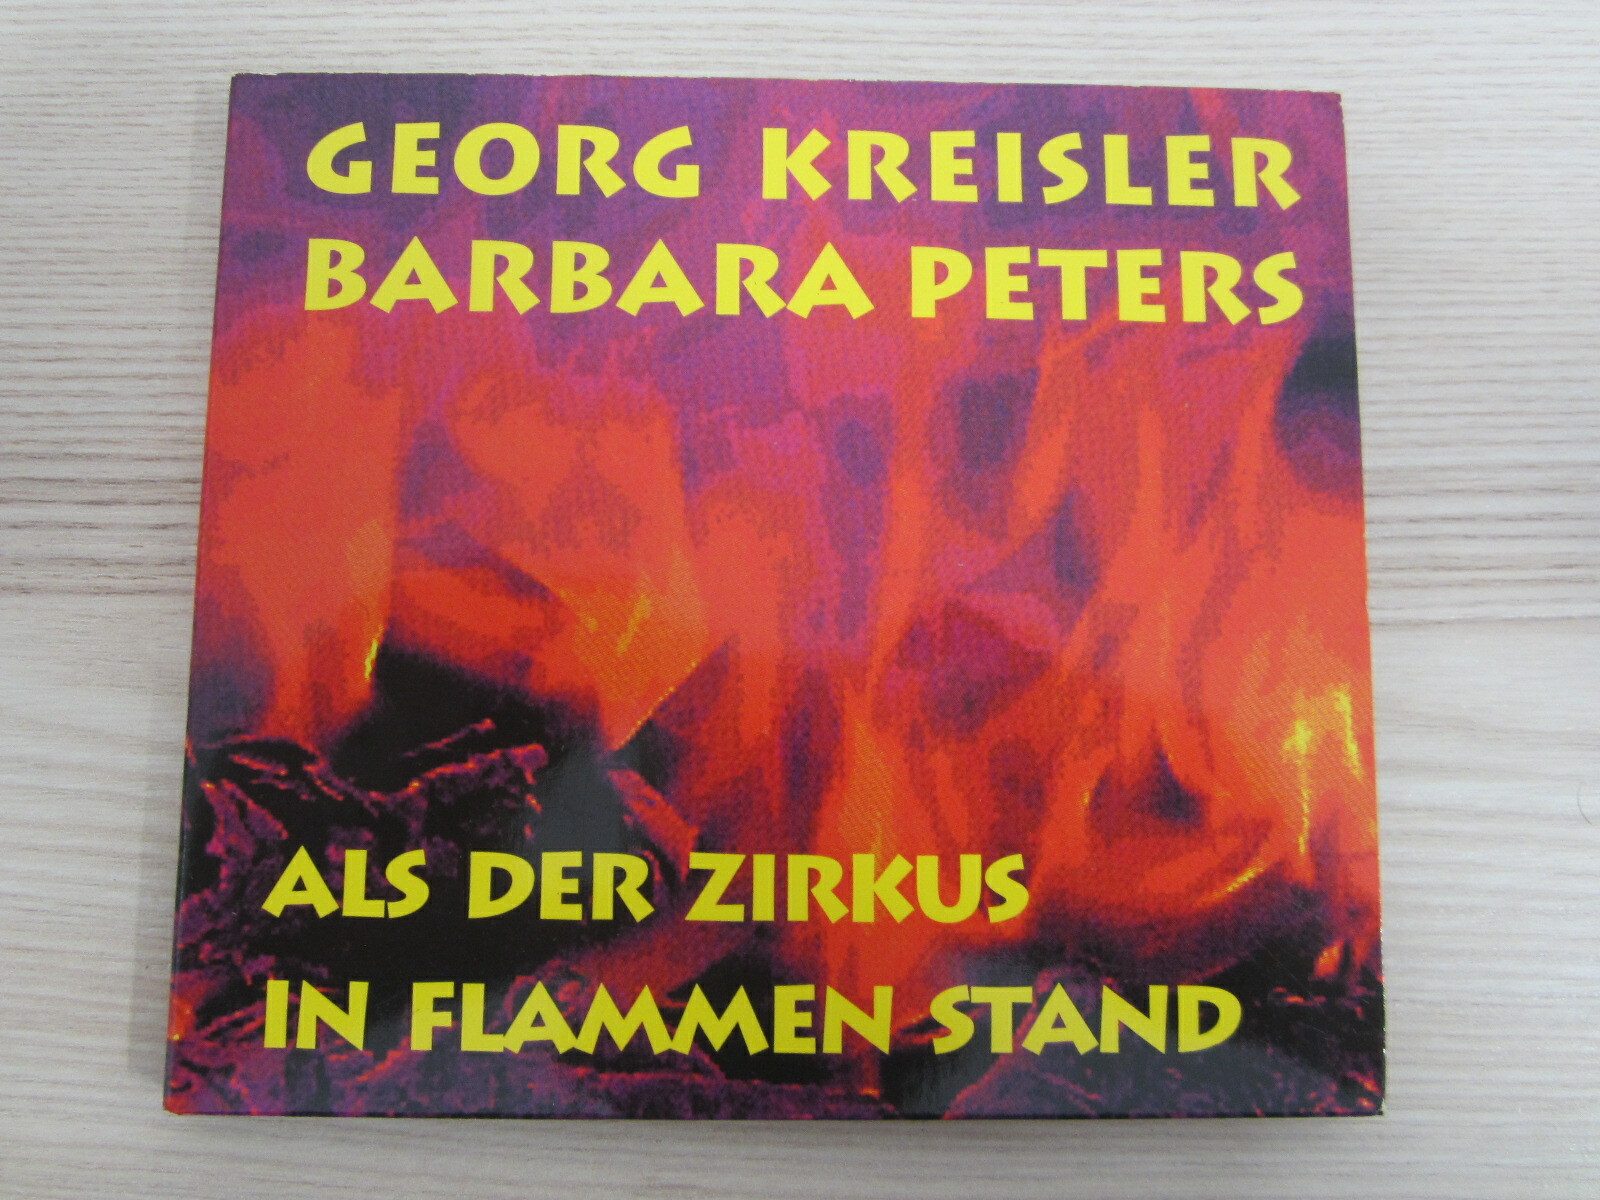 GEORG KREISLER
BARBARA PETERS
ALS DER ZIRKUS
IN FLAMMEN STAND